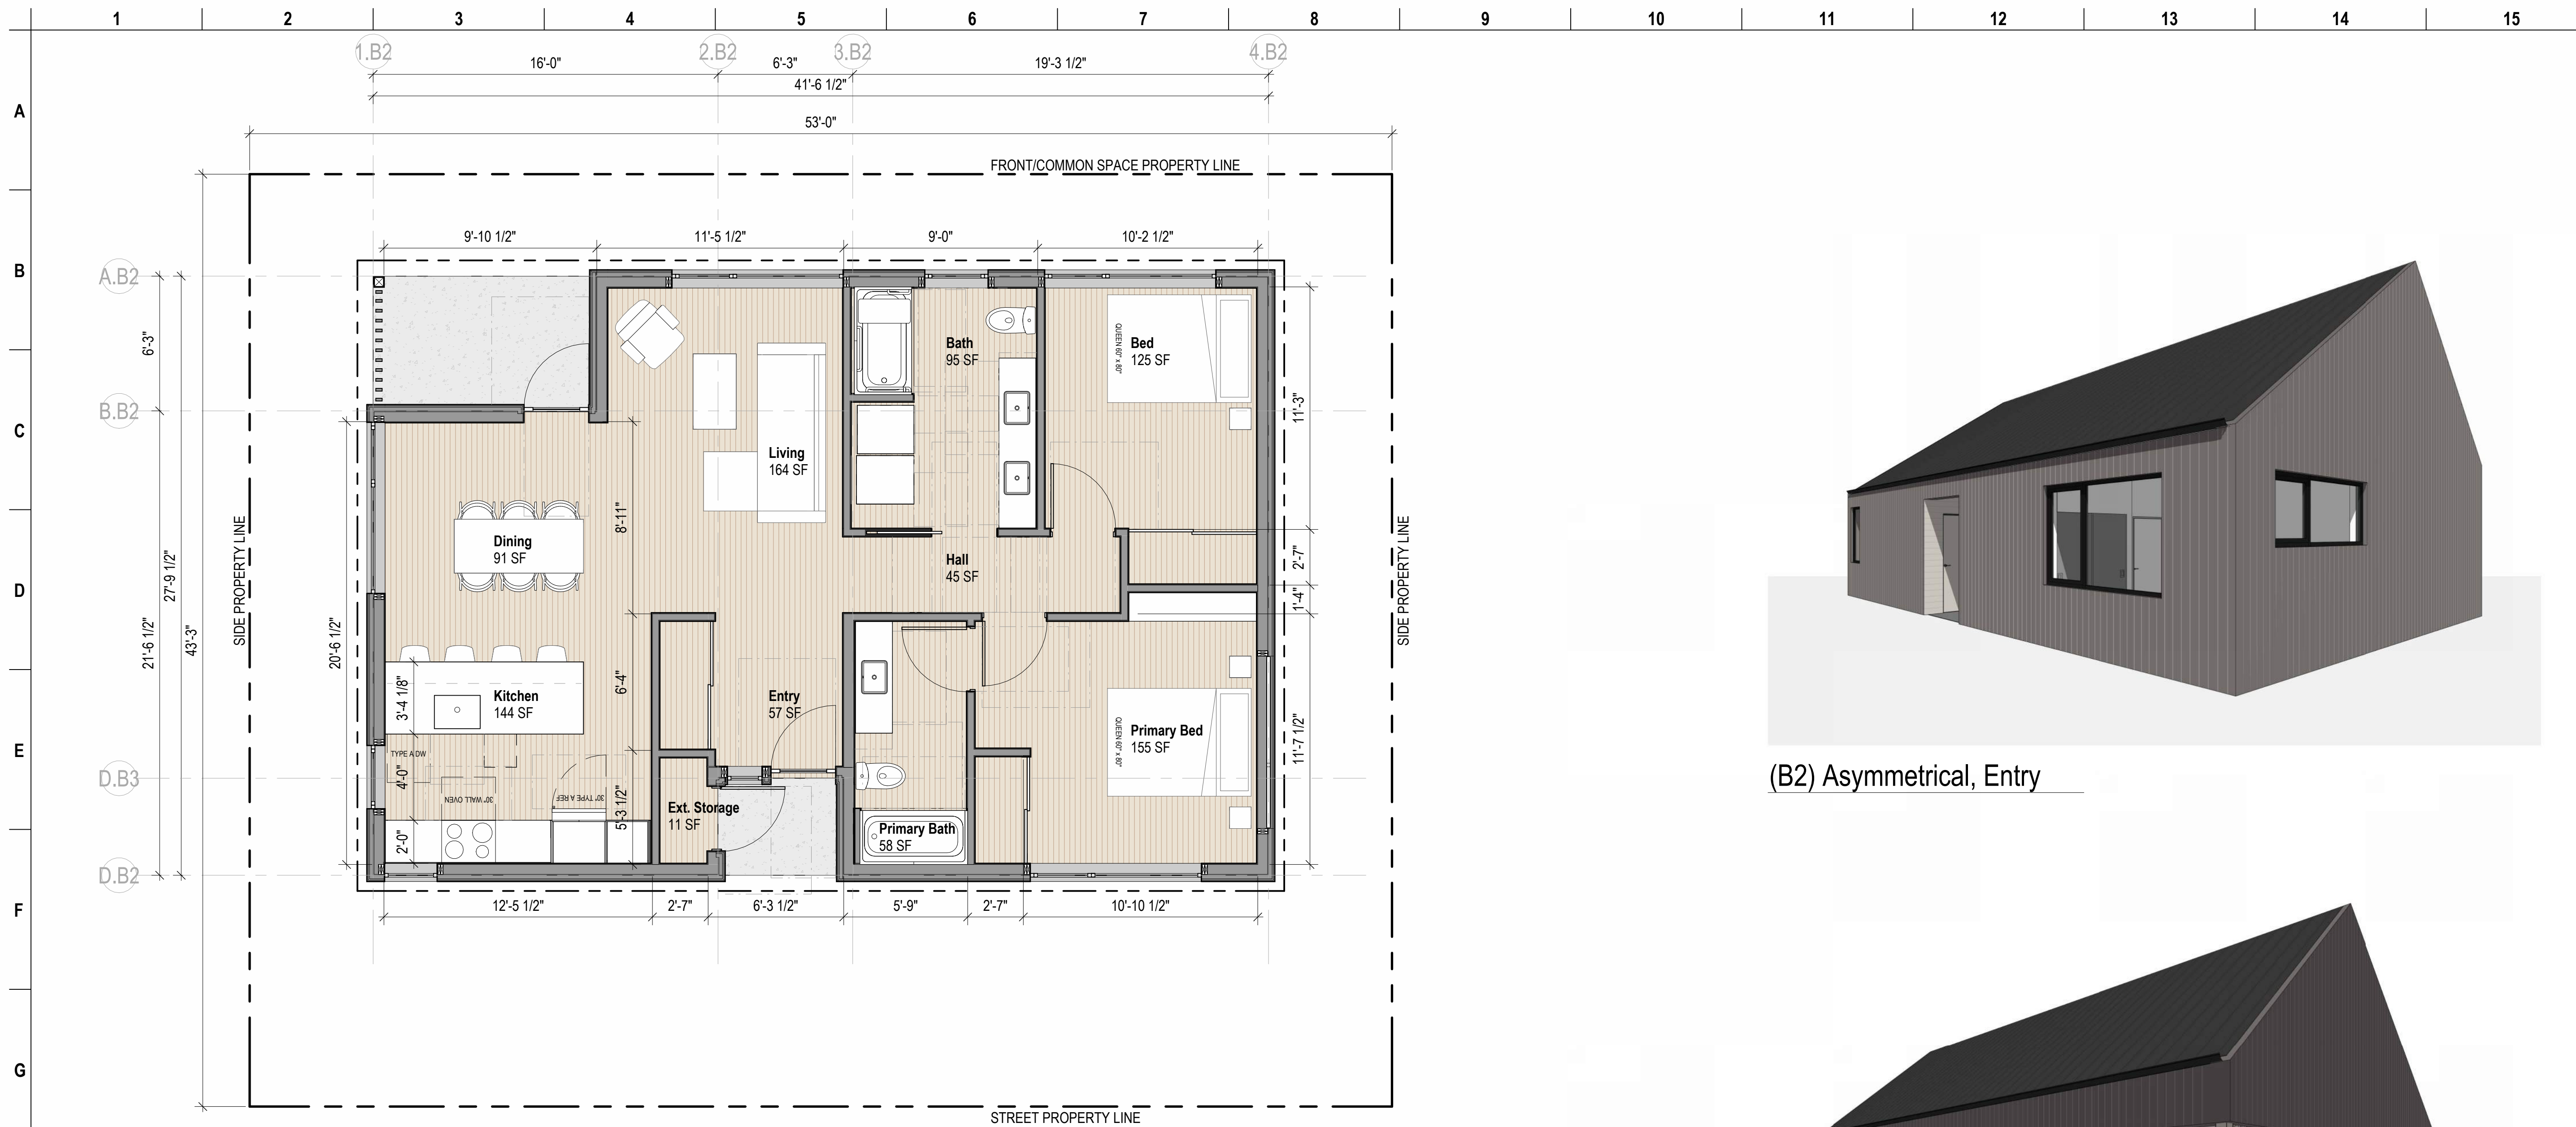 1 2 3 4 5 6 7 8 9 10 11 12 13 14 15
1.B2 2.B2 3.B2 4.B2
16'-0" 6'-3" 19'-3 1/2"
41'-6 1/2"
A
53'-0"
FRONT/COMMON SPACE PROPERTY LINE
9'-10 1/2" 11'-5 1/2" 9'-0" 10'-2 1/2"
B
A.B2
6'-3"
QUEEN 60" x 80"
Bath
95 SF
Bed
125 SF
11'-3"
B.B2
C
Living
164 SF
8'-11"
SIDE PROPERTY LINE
SIDE PROPERTY LINE
Dining
91 SF
Hall
45 SF
2'-7"
1'-4"
D
27'-9 1/2"
21'-6 1/2"
43'-3"
20'-6 1/2"
6'-4"
3'-4 1/8"
Kitchen
144 SF
Entry
57 SF
QUEEN 60" x 80"
Primary Bed
155 SF
11'-7 1/2"
E
TYPE A DW
4'-0"
D.B3
30" WALL OVEN
30" TYPE A REF
5'-3 1/2"
Ext. Storage
11 SF
Primary Bath
58 SF
2'-0"
D.B2
(B2) Asymmetrical, Entry
F
12'-5 1/2" 2'-7" 6'-3 1/2" 5'-9" 2'-7" 10'-10 1/2"
G
STREET PROPERTY LINE